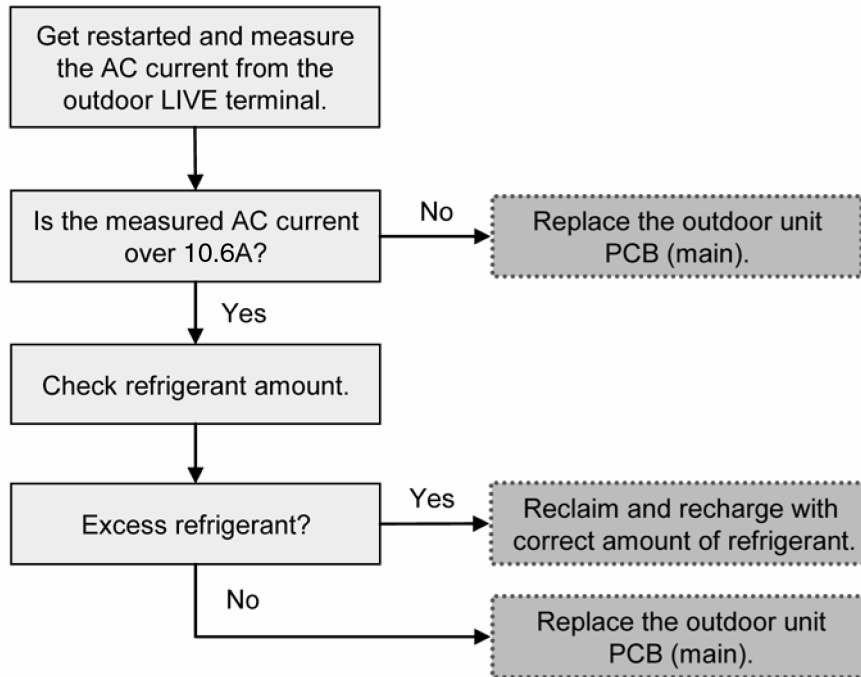 Get restarted and measure
the AC current from the
outdoor LIVE terminal.
Is the measured AC current
over 10.6A?
No
Replace the outdoor unit
PCB (main).
Yes
Check refrigerant amount.
Excess refrigerant?
Yes
Reclaim and recharge with
correct amount of refrigerant.
No
Replace the outdoor unit
PCB (main).